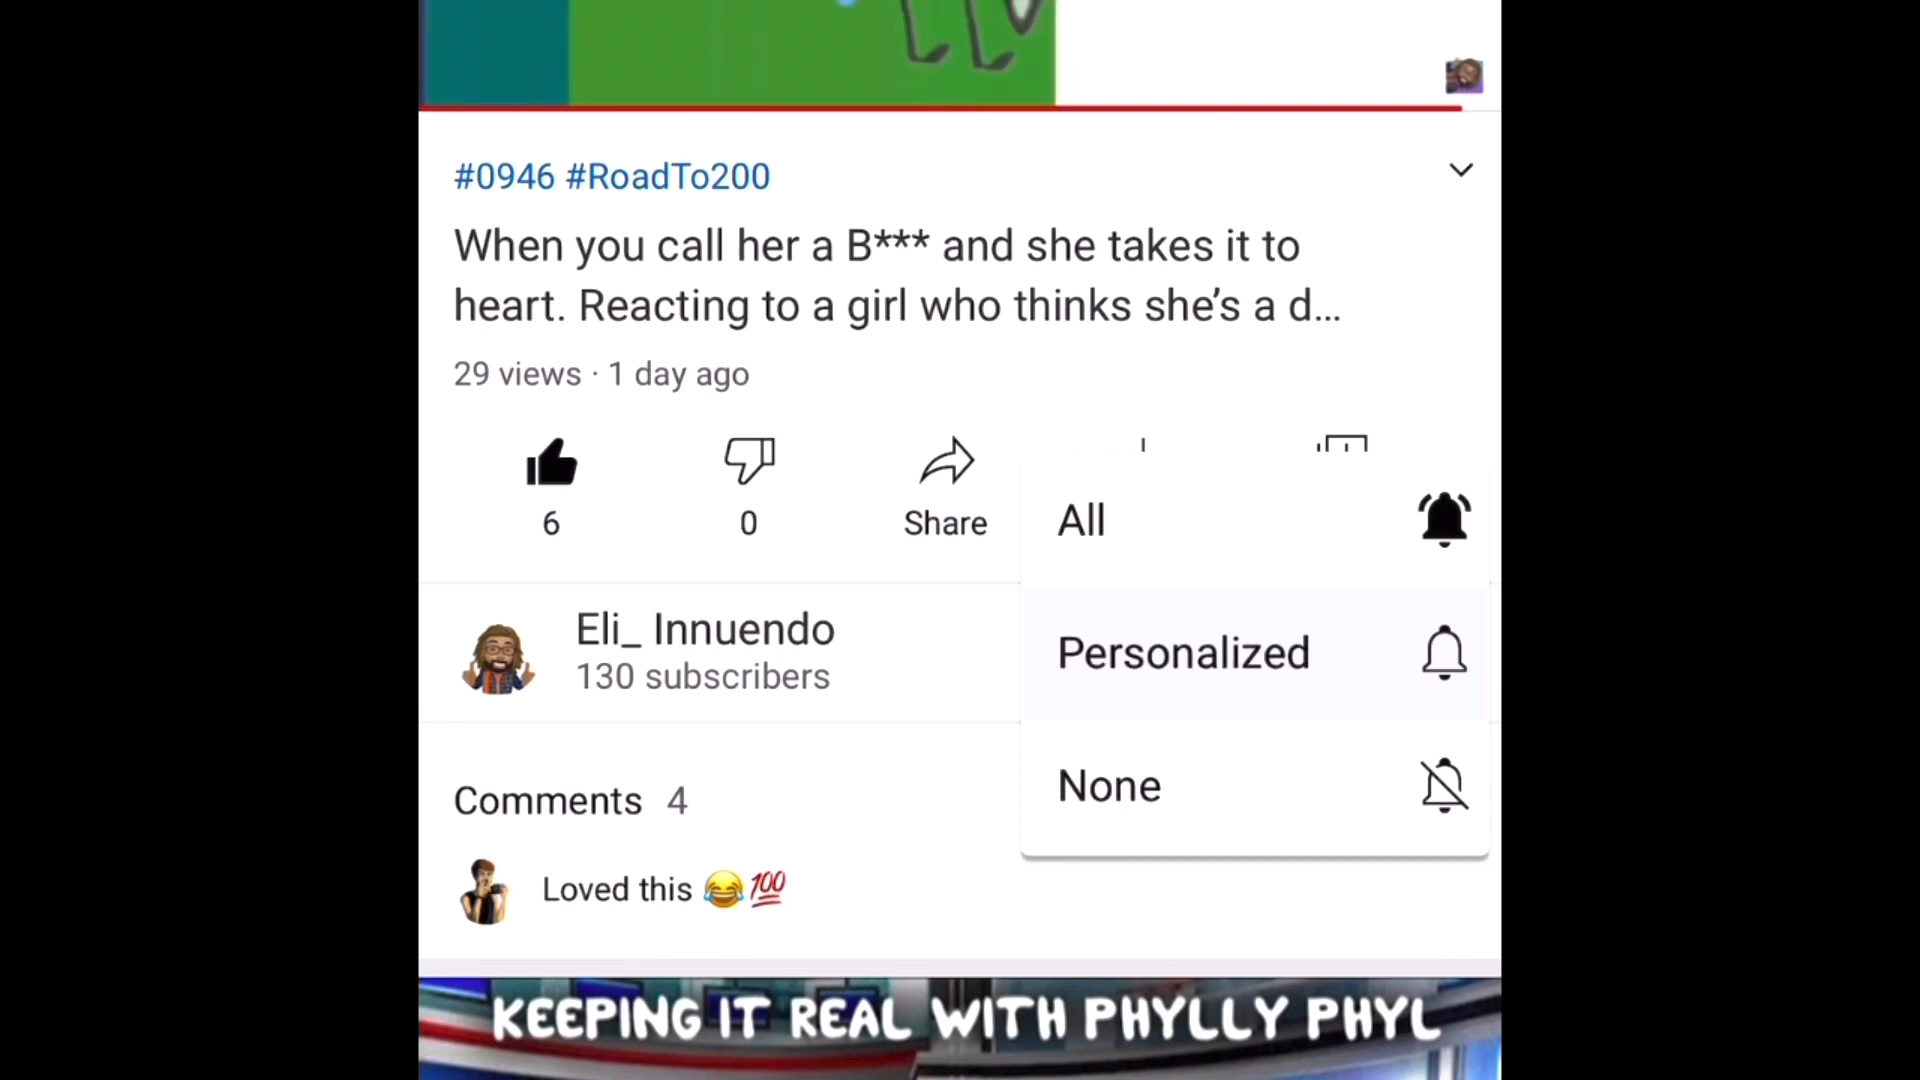 #0946 #RoadTo200
When you call her a B*** and she takes it to
heart. Reacting to a girl who thinks she’s a d...
29 views · 1 day ago
6
0
Share
All
Personalized
None
Eli_ Innuendo
130 subscribers
Comments 4
Loved this 😂💯
KEEPING IT REAL WITH PHYLLY PHYL